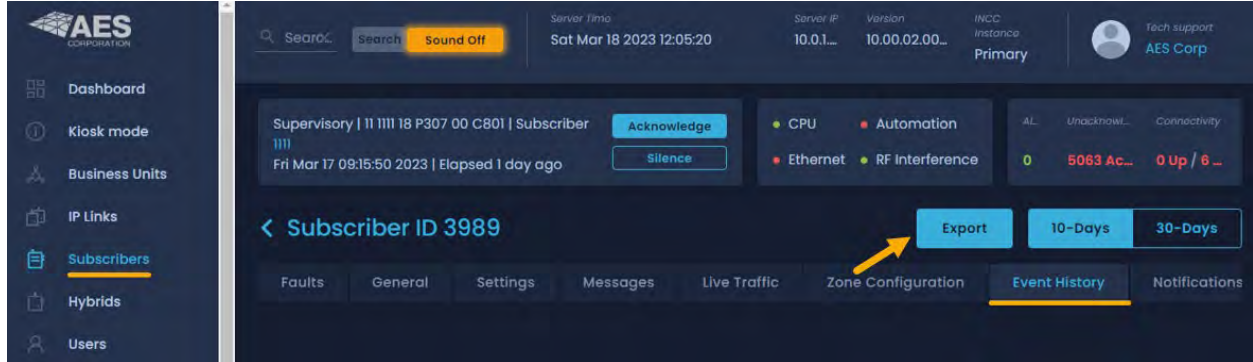 AES
CORPORATION
Dashboard
Kiosk mode
Business Units
IP Links
Subscribers
Hybrids
Users
Search
Sound Off
Server Time
Sat Mar 18 2023 12:05:20
Server IP
10.0.1....
Version
10.00.02.00...
INCC
Instance
Primary
Tech support
AES Corp
Supervisory | 11 1111 18 P307 00 C801 | Subscriber
1111
Fri Mar 17 09:15:50 2023 | Elapsed 1 day ago
Acknowledge
Silence
CPU
Automation
Ethernet
RF Interference
AL...
0
Unacknowl...
5063 Ac...
Connectivity
0 Up / 6 ...
< Subscriber ID 3989
Export
10-Days
30-Days
Faults
General
Settings
Messages
Live Traffic
Zone Configuration
Event History
Notifications